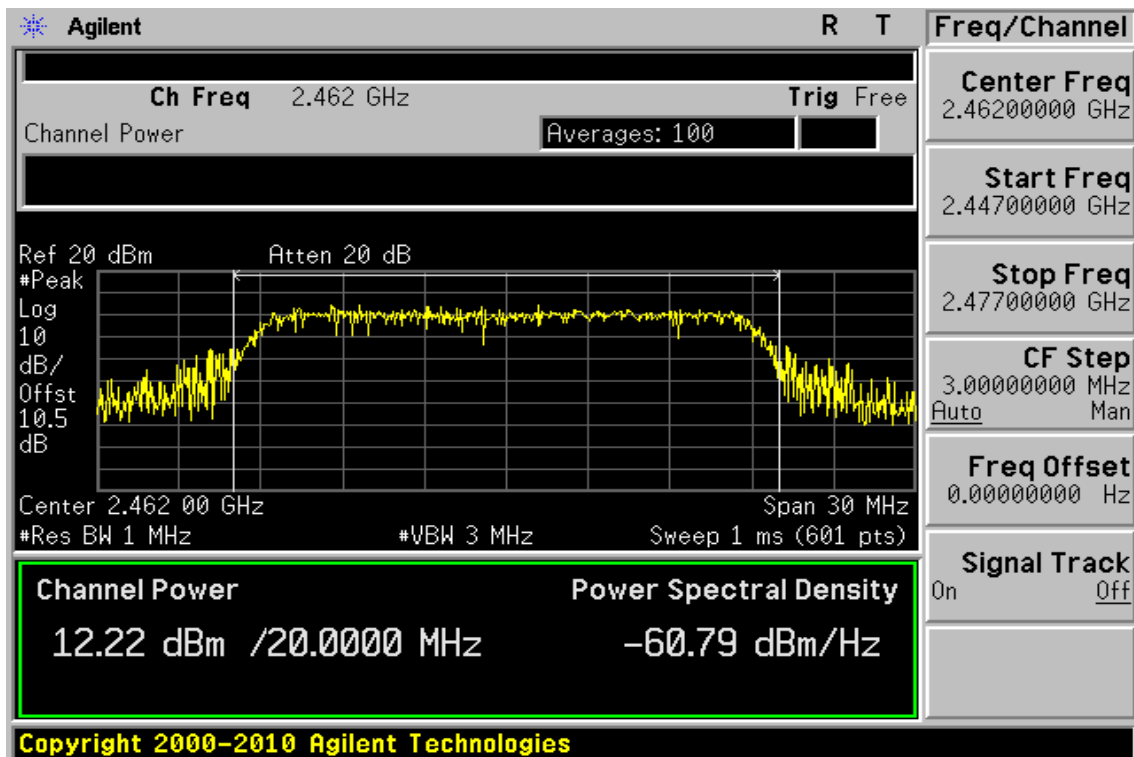 Agilent R T
Ch Freq 2.462 GHz Trig Free
Channel Power Averages: 100
Ref 20 dBm Atten 20 dB
#Peak
Log
10
dB/
Offst
10.5
dB
Center 2.462 00 GHz Span 30 MHz
#Res BW 1 MHz #VBW 3 MHz Sweep 1 ms (601 pts)
Channel Power Power Spectral Density
12.22 dBm /20.0000 MHz -60.79 dBm/Hz
Copyright 2000-2010 Agilent Technologies
Freq/Channel
Center Freq
2.46200000 GHz
Start Freq
2.44700000 GHz
Stop Freq
2.47700000 GHz
CF Step
3.00000000 MHz
Auto Man
Freq Offset
0.00000000 Hz
Signal Track
On Off